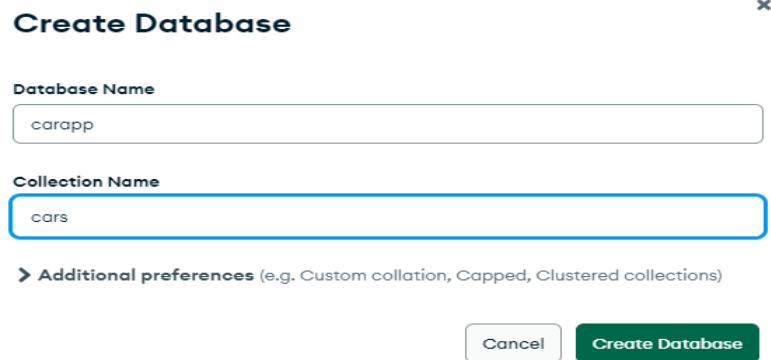 Create Database
Database Name
carapp
Collection Name
cars
Additional preferences (e.g. Custom collation, Capped, Clustered collections)
Cancel
Create Database